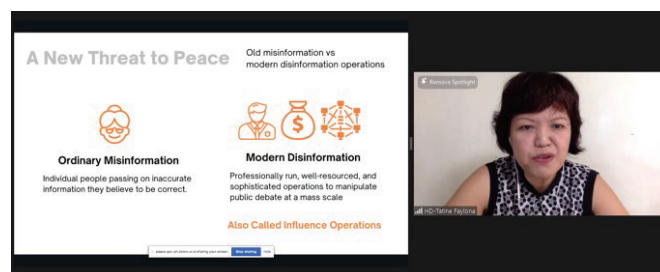 A New Threat to Peace
Old misinformation vs
modern disinformation operations
Ordinary Misinformation
Individual people passing on inaccurate
information they believe to be correct.
Modern Disinformation
Professionally run, well-resourced, and
sophisticated operations to manipulate
public debate at a mass scale
Also Called Influence Operations
Stop sharing
Hide
Remove Spotlight
HD-Tatine Faylona